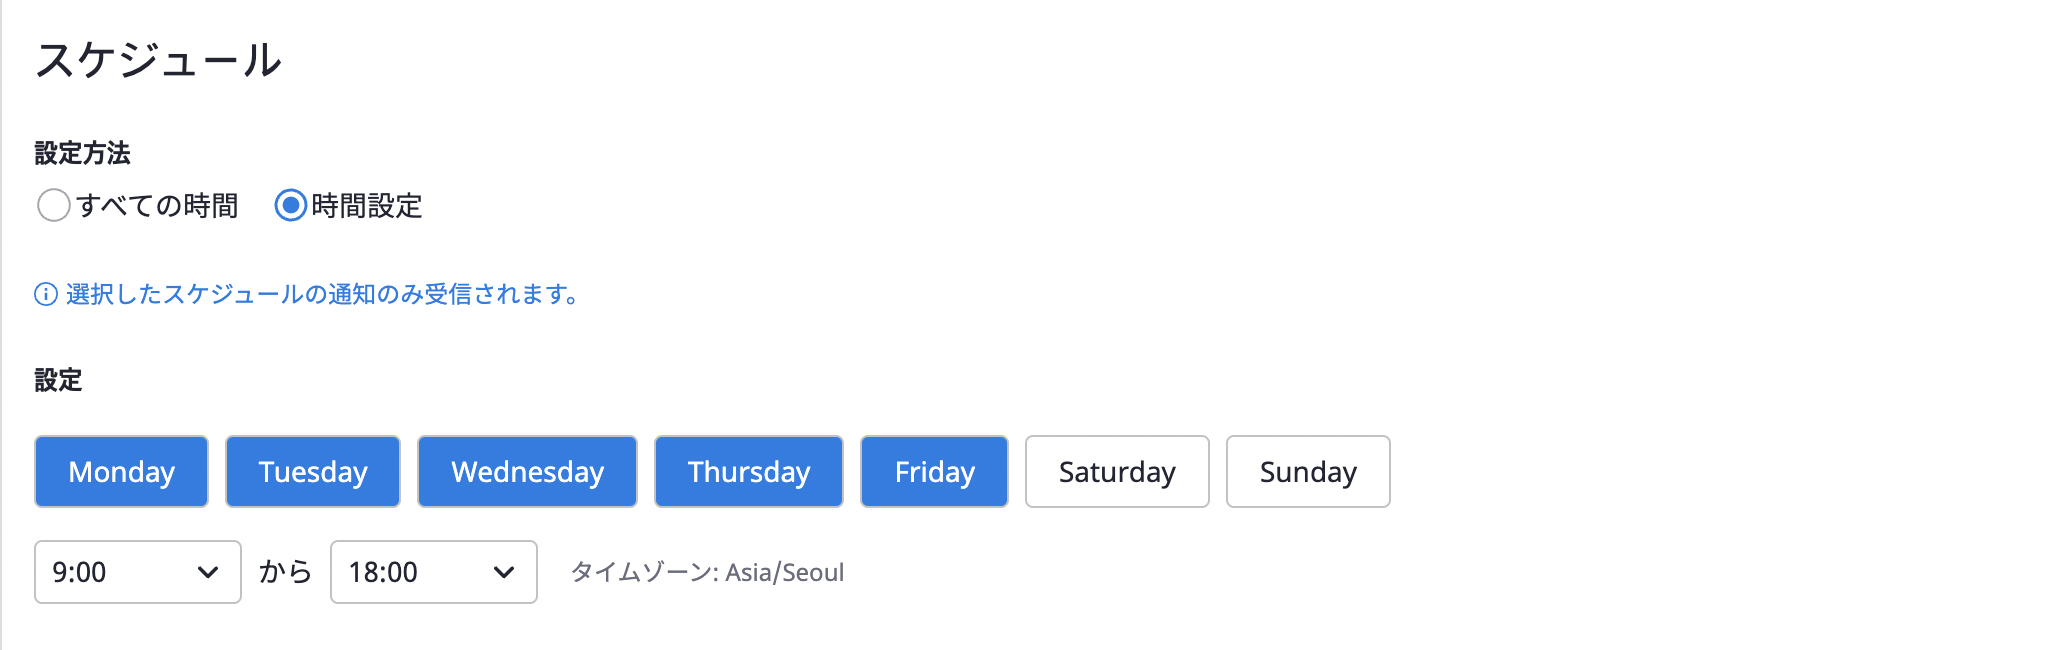 スケジュール
設定方法
すべての時間 時間設定
選択したスケジュールの通知のみ受信されます。
設定
Monday Tuesday Wednesday Thursday Friday Saturday Sunday
9:00 から 18:00 タイムゾーン: Asia/Seoul